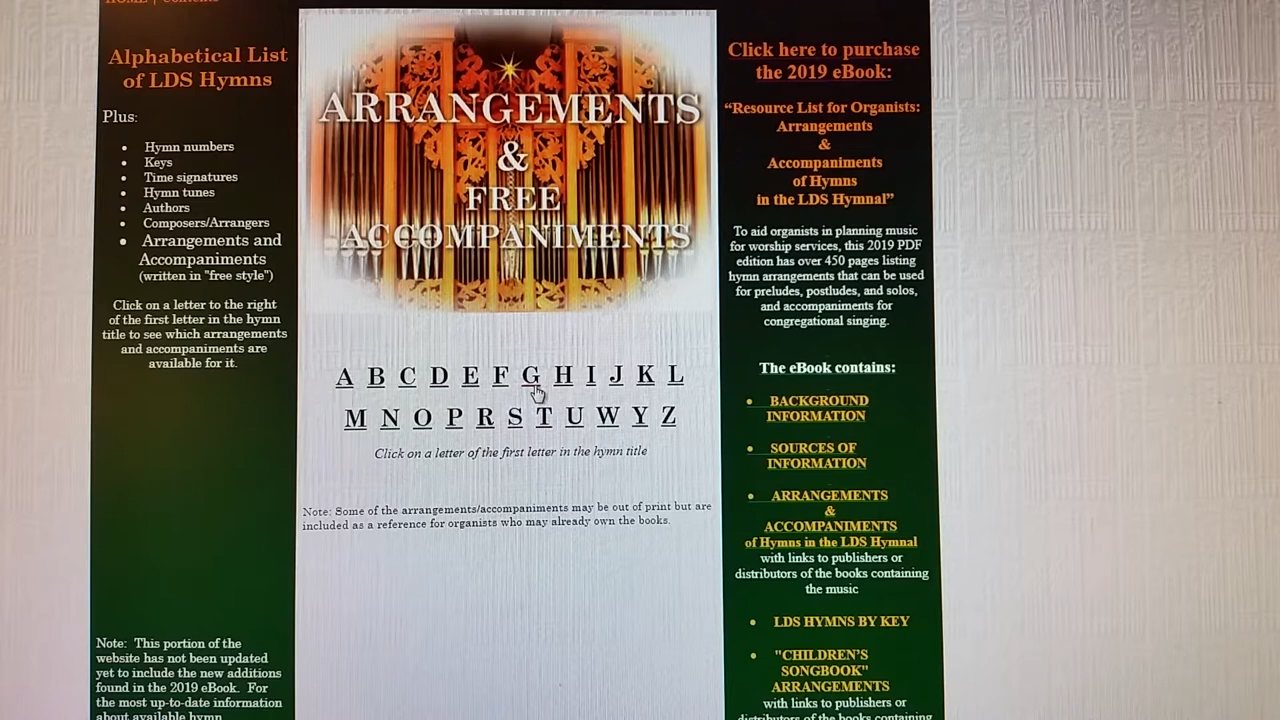 HOME | Contents
Alphabetical List
of LDS Hymns
Plus:
• Hymn numbers
• Keys
• Time signatures
• Hymn tunes
• Authors
• Composers/Arrangers
• Arrangements and
Accompaniments
(written in "free style")
Click on a letter to the right
of the first letter in the hymn
title to see which arrangements
and accompaniments are
available for it.
Note: This portion of the
website has not been updated
yet to include the new additions
found in the 2019 eBook. For
the most up-to-date information
about available hymn
ARRANGEMENTS
&
FREE
ACCOMPANIMENTS
A B C D E F G H I J K L
M N O P R S T U W Y Z
Click on a letter of the first letter in the hymn title
Note: Some of the arrangements/accompaniments may be out of print but are
included as a reference for organists who may already own the books.
Click here to purchase
the 2019 eBook:
“Resource List for Organists:
Arrangements
&
Accompaniments
of Hymns
in the LDS Hymnal”
To aid organists in planning music
for worship services, this 2019 PDF
edition has over 450 pages listing
hymn arrangements that can be used
for preludes, postludes, and solos,
and accompaniments for
congregational singing.
The eBook contains:
• BACKGROUND
INFORMATION
• SOURCES OF
INFORMATION
• ARRANGEMENTS
&
ACCOMPANIMENTS
of Hymns in the LDS Hymnal
with links to publishers or
distributors of the books containing
the music
• LDS HYMNS BY KEY
• "CHILDREN’S
SONGBOOK"
ARRANGEMENTS
with links to publishers or
distributors of the books containing